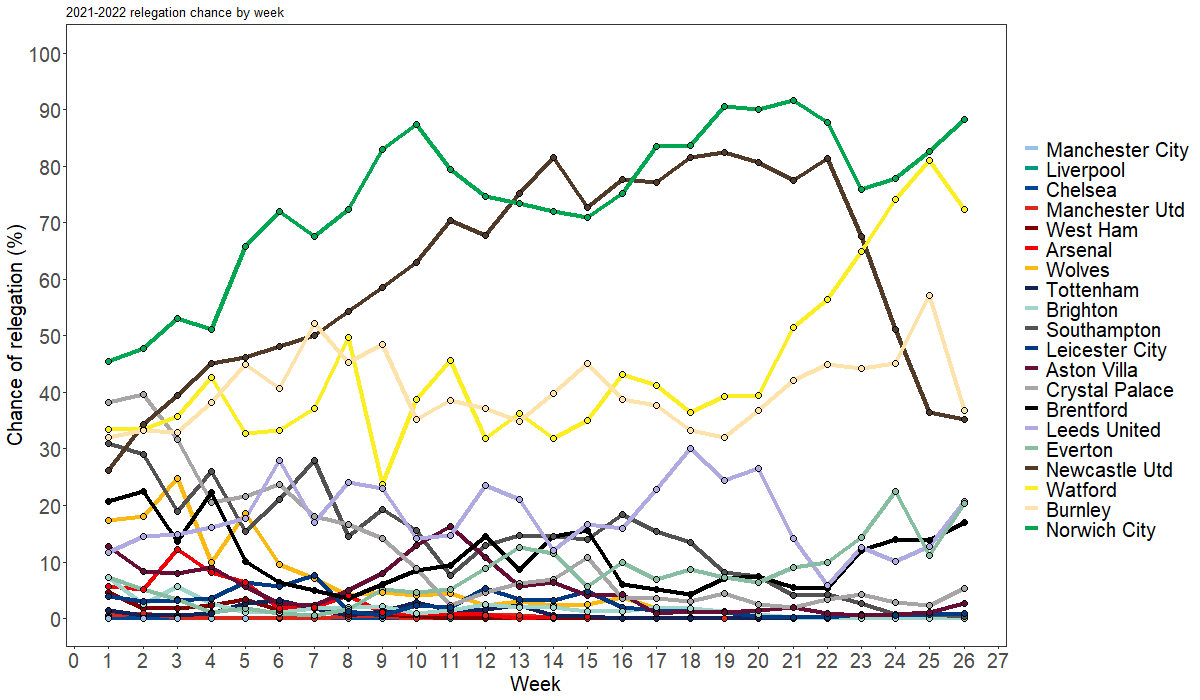 2021-2022 relegation chance by week
Chance of relegation (%)
100
90
80
70
60
50
40
30
20
10
0
0 1 2 3 4 5 6 7 8 9 10 11 12 13 14 15 16 17 18 19 20 21 22 23 24 25 26 27
Week
Manchester City
Liverpool
Chelsea
Manchester Utd
West Ham
Arsenal
Wolves
Tottenham
Brighton
Southampton
Leicester City
Aston Villa
Crystal Palace
Brentford
Leeds United
Everton
Newcastle Utd
Watford
Burnley
Norwich City